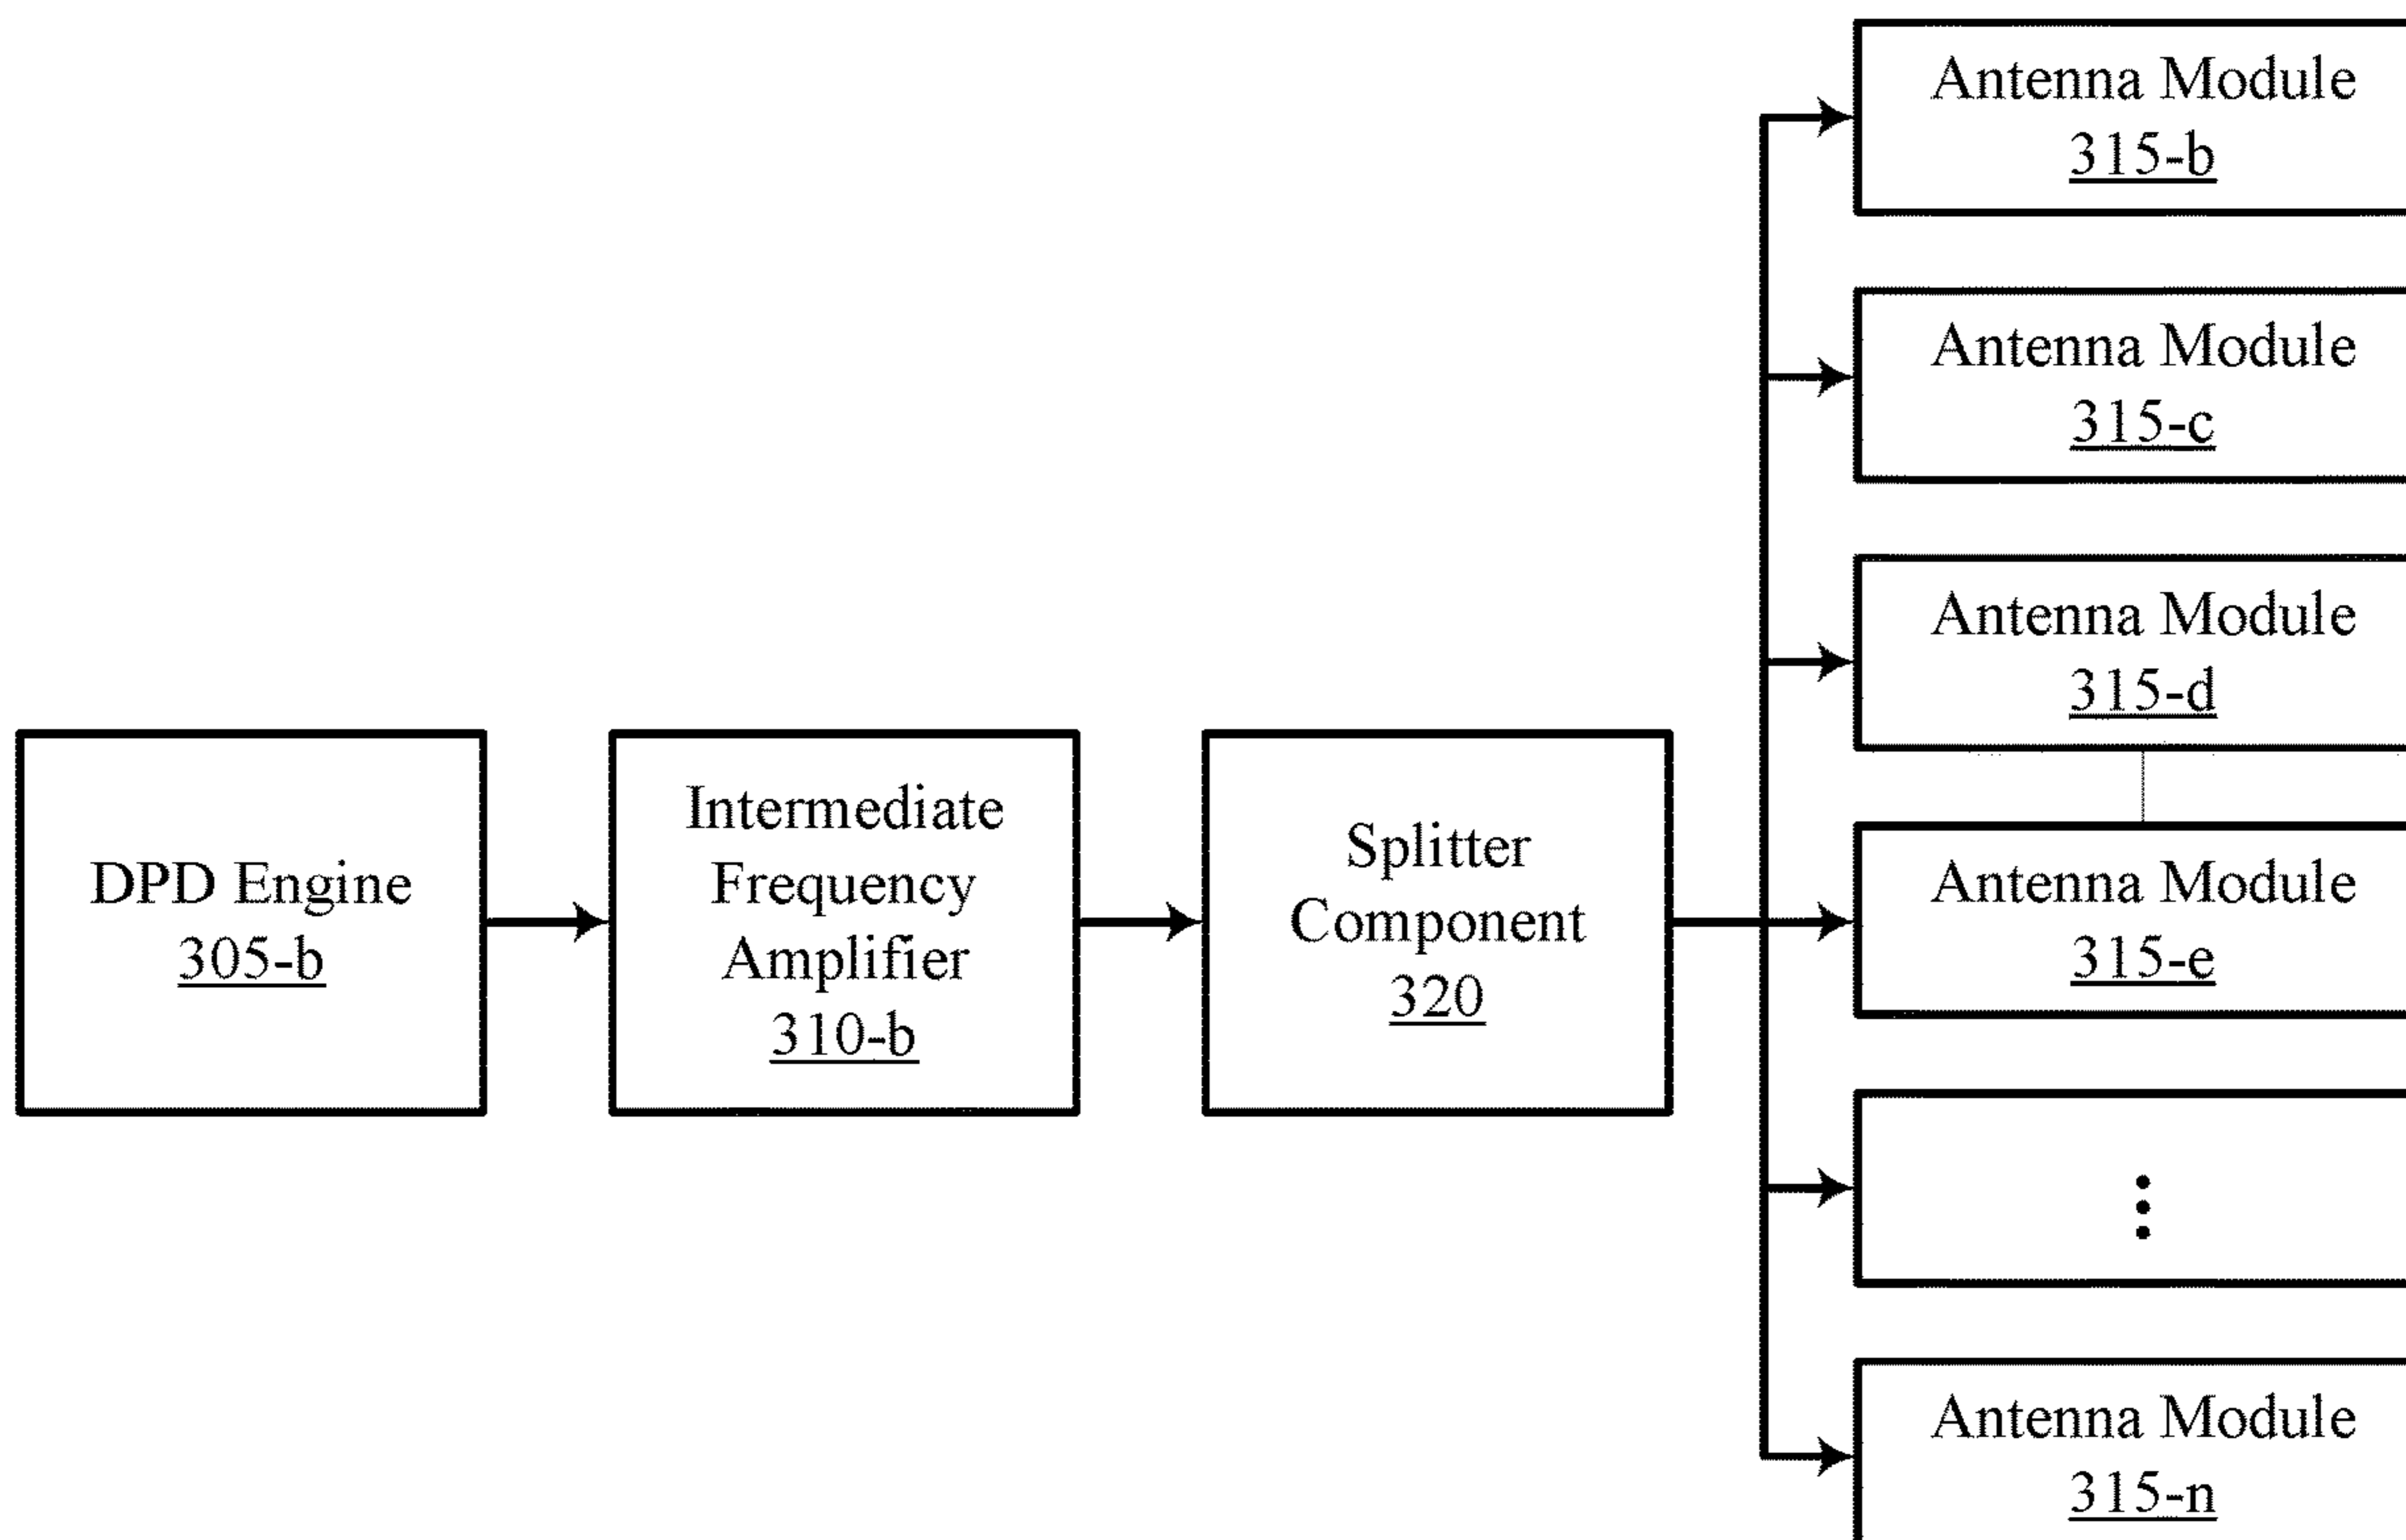 Antenna Module
315-b
Antenna Module
315-c
Antenna Module
315-d
DPD Engine
305-b
Intermediate
Frequency
Amplifier
310-b
Splitter
Component
320
Antenna Module
315-e
Antenna Module
315-n